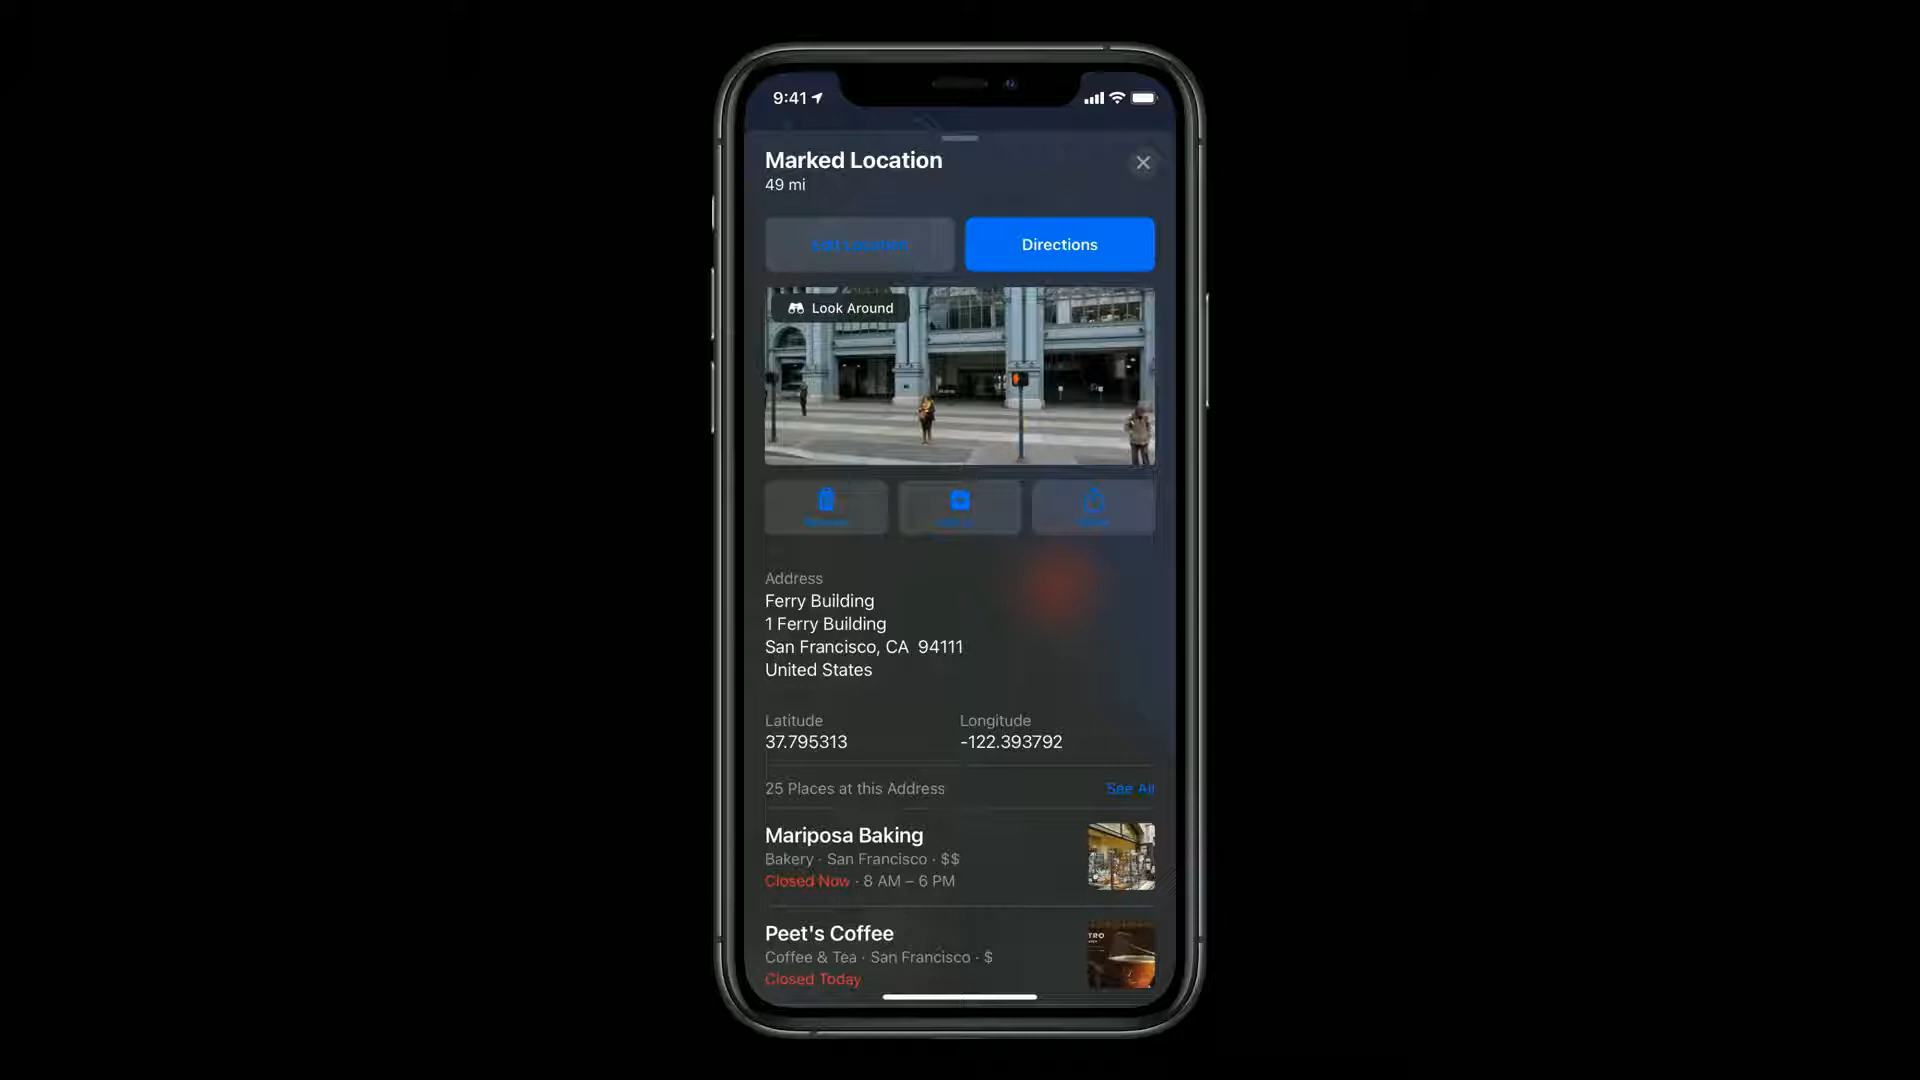 9:41
Marked Location
49 mi
Edit Location
Directions
Look Around
Address
Ferry Building
1 Ferry Building
San Francisco, CA 94111
United States
Latitude
Longitude
37.795313
-122.393792
25 Places at this Address
See All
Mariposa Baking
Bakery · San Francisco · $$
Closed Now · 8 AM – 6 PM
Peet's Coffee
Coffee & Tea · San Francisco · $
Closed Today